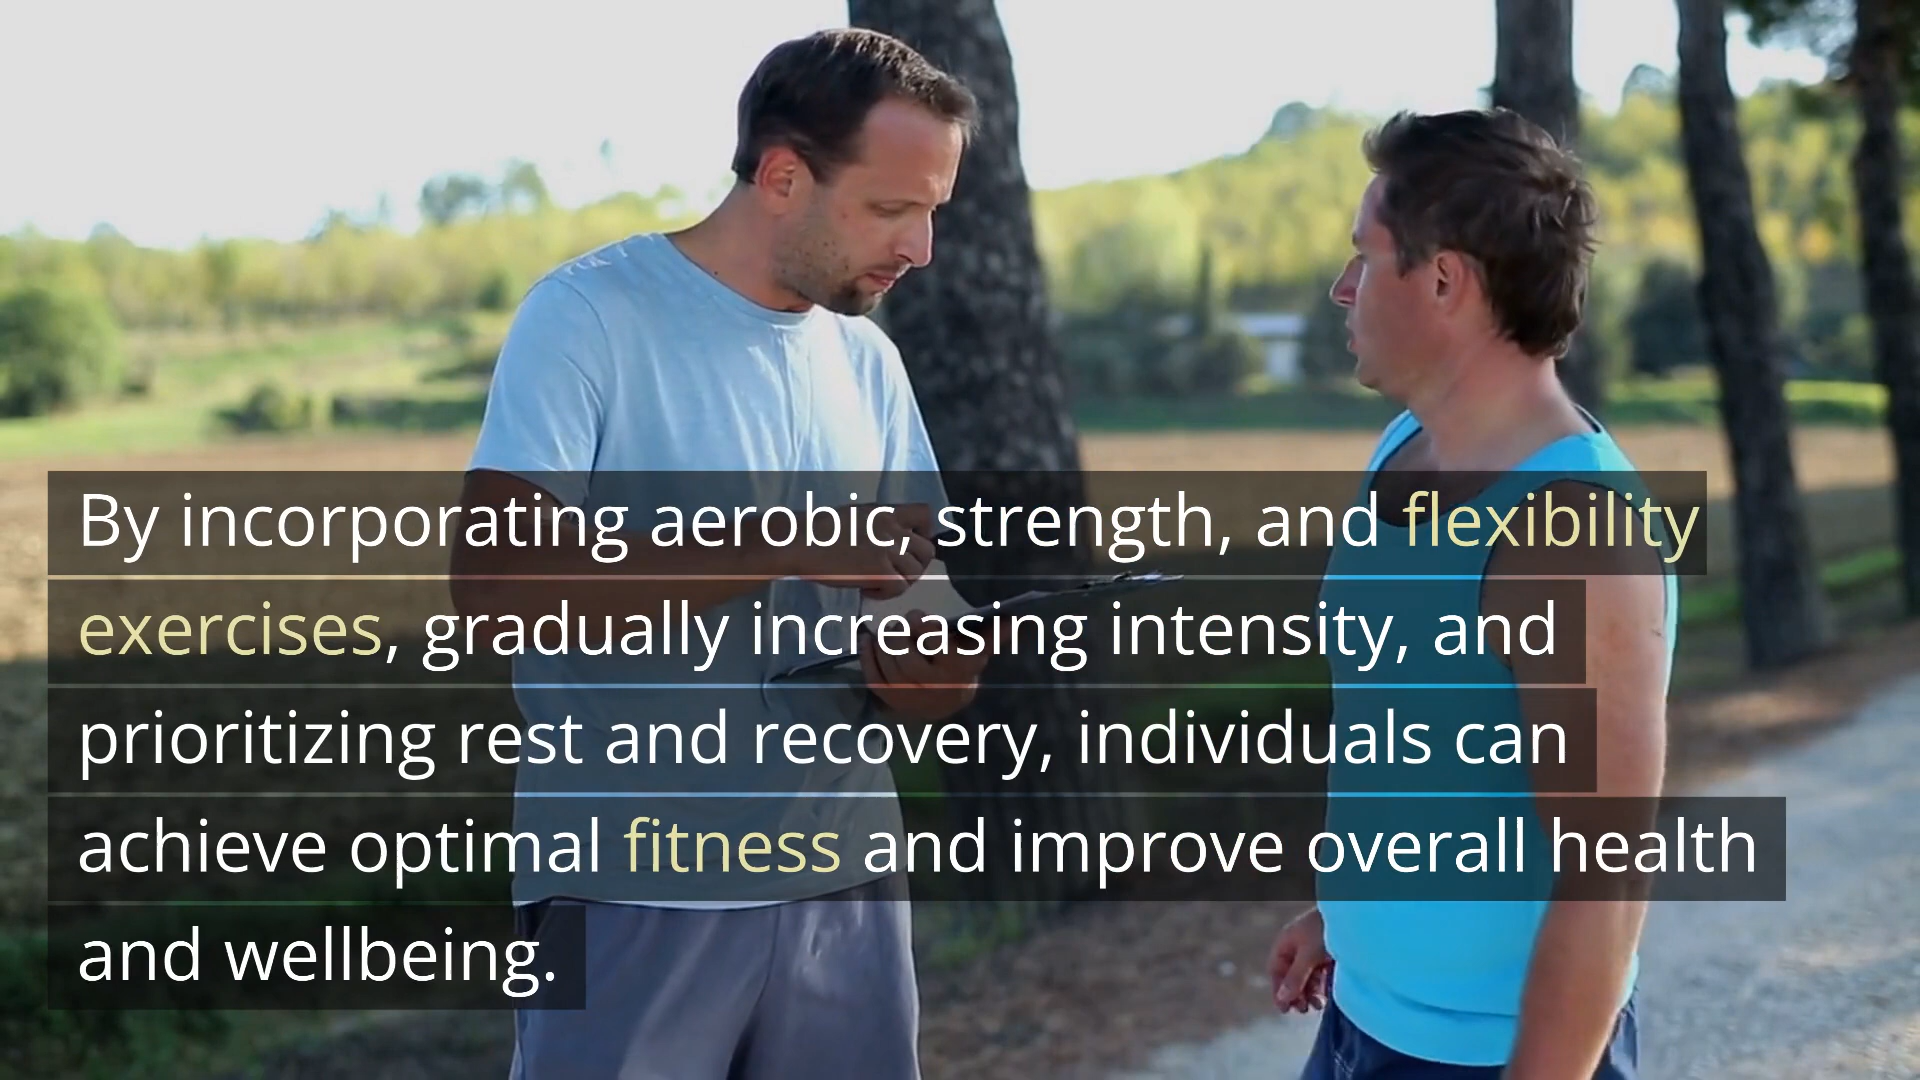 By incorporating aerobic, strength, and flexibility
exercises, gradually increasing intensity, and
prioritizing rest and recovery, individuals can
achieve optimal fitness and improve overall health
and wellbeing.